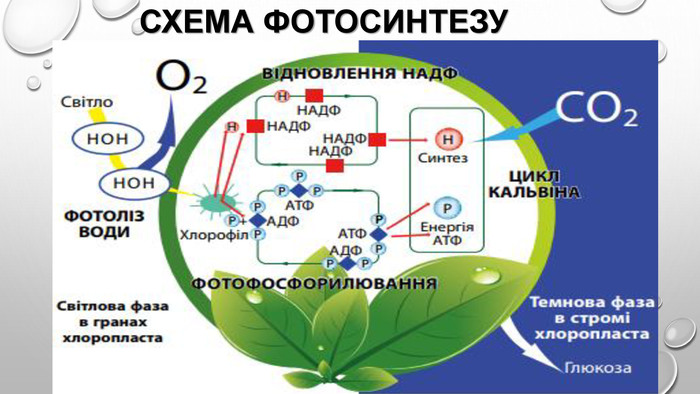 СХЕМА ФОТОСИНТЕЗУ
O2
ВІДНОВЛЕННЯ НАДФ
Світло
НОН
НОН
ФОТОЛІЗ
ВОДИ
Світлова фаза
в гранах
хлоропласта
Н
НАДФ
Н
НАДФ
НАДФ
НАДФ
Н
Синтез
CO2
ЦИКЛ
КАЛЬВІНА
Р
Р Р
АТФ
Р
Р + АДФ
Хлорофіл Р
Р
АТФ
АДФ Р
Р Р
Р
Енергія
АТФ
ФОТОФОСФОРИЛЮВАННЯ
Темнова фаза
в стромі
хлоропласта
Глюкоза